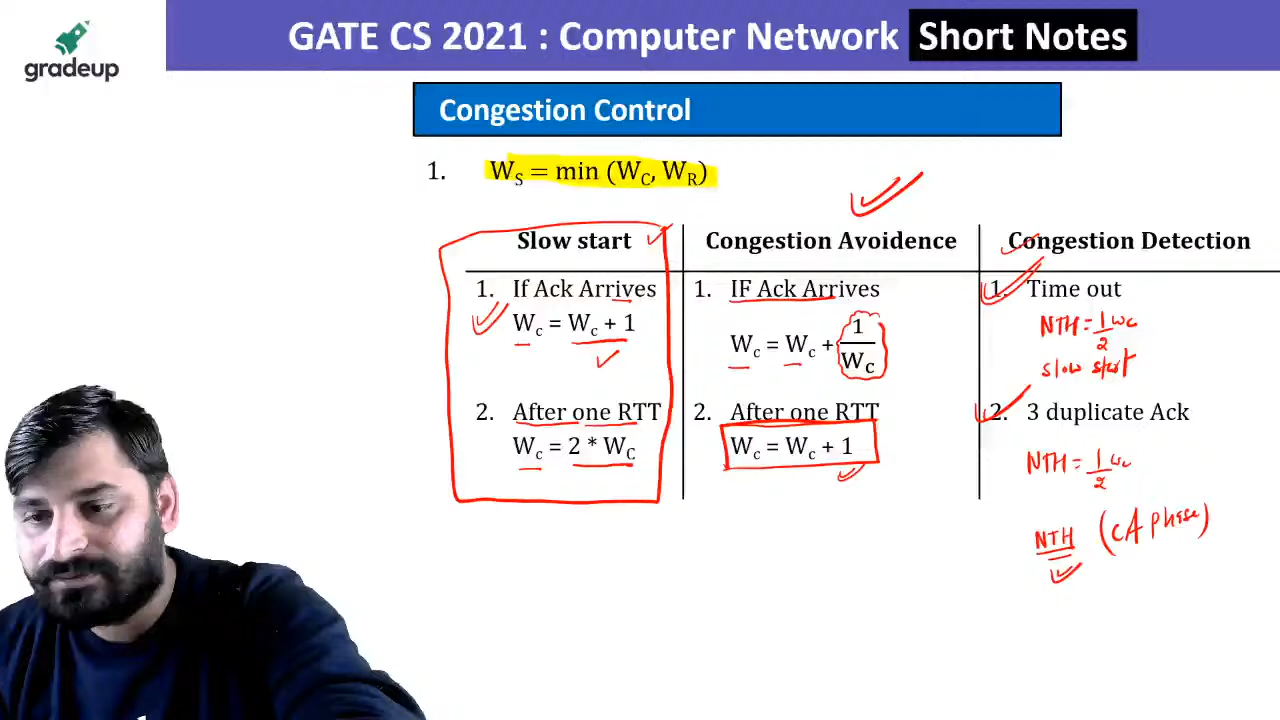 gradeup
GATE CS 2021 : Computer Network Short Notes
Congestion Control
1. W_S = min (W_C, W_R)
Slow start
1. If Ack Arrives
W_c = W_c + 1
2. After one RTT
W_c = 2 * W_C
Congestion Avoidence
1. IF Ack Arrives
W_c = W_c + 1/W_c
2. After one RTT
W_c = W_c + 1
Congestion Detection
1. Time out
NTH = 1/2 Wc
slow start
2. 3 duplicate Ack
NTH = 1/2 Wc
NTH (CA phase)